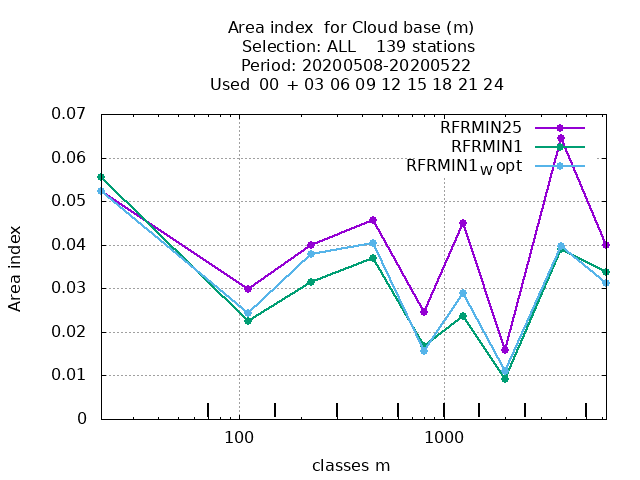 Area index  for Cloud base (m)
Selection: ALL    139 stations
Period: 20200508-20200522
Used  00 + 03 06 09 12 15 18 21 24
0.07
0.06
0.05
0.04
0.03
0.02
0.01
0
Area index
RFRMIN25
RFRMIN1
RFRMIN1W opt
100
1000
classes m